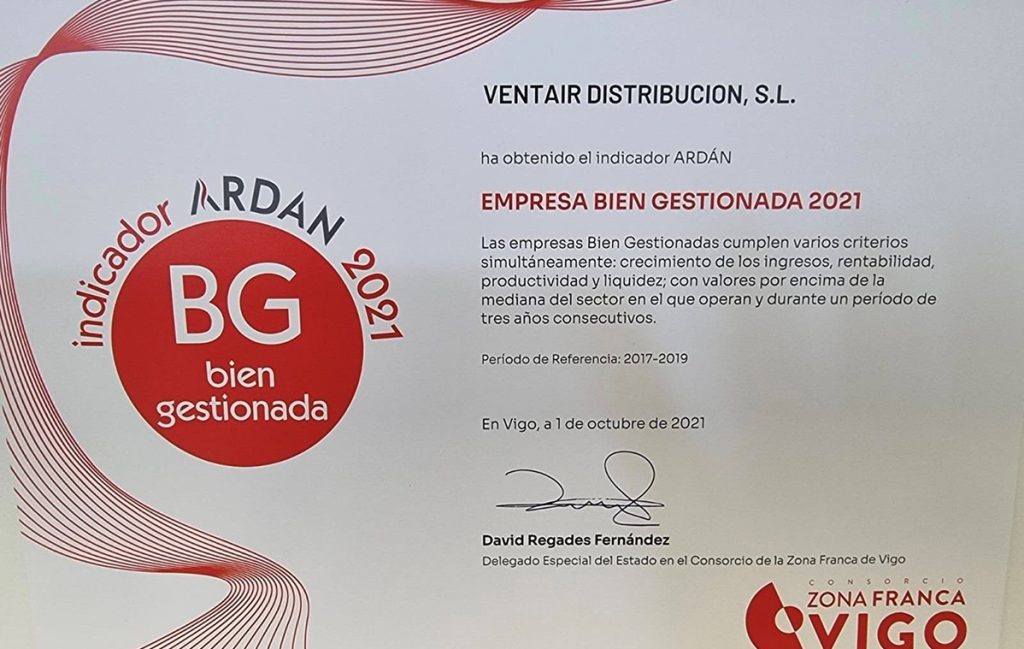 indicador ARDAN 2021
BG
bien
gestionada
VENTAIR DISTRIBUCION, S.L.
ha obtenido el indicador ARDÁN
EMPRESA BIEN GESTIONADA 2021
Las empresas Bien Gestionadas cumplen varios criterios
simultáneamente: crecimiento de los ingresos, rentabilidad,
productividad y liquidez; con valores por encima de la
mediana del sector en el que operan y durante un período de
tres años consecutivos.
Período de Referencia: 2017-2019
En Vigo, a 1 de octubre de 2021
David Regades Fernández
Delegado Especial del Estado en el Consorcio de la Zona Franca de Vigo
CONSORCIO
ZONA FRANCA
VIGO